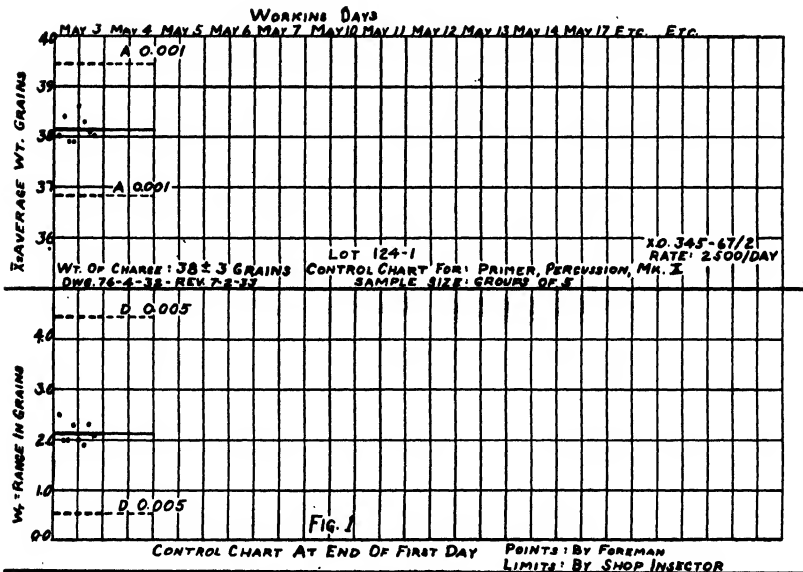 WORKING DAYS
MAY 3 MAY 4 MAY 5 MAY 6 MAY 7 MAY 10 MAY 11 MAY 12 MAY 13 MAY 14 MAY 17 ETC. ETC.
40
A 0.001
39
38
37
A 0.001
36
X̄=AVERAGE WT. GRAINS
LOT 124-1
X.O. 345-67/2
RATE: 2500/DAY
WT. OF CHARGE: 38 ± 3 GRAINS
CONTROL CHART FOR: PRIMER, PERCUSSION, MK. X
DWG. 76-4-32-REV. 7-2-33
SAMPLE SIZE: GROUPS OF 5
D 0.005
4.0
3.0
2.0
1.0
D 0.005
0.0
=RANGE IN GRAINS
FIG. 1
CONTROL CHART AT END OF FIRST DAY
POINTS: BY FOREMAN
LIMITS: BY SHOP INSECTOR